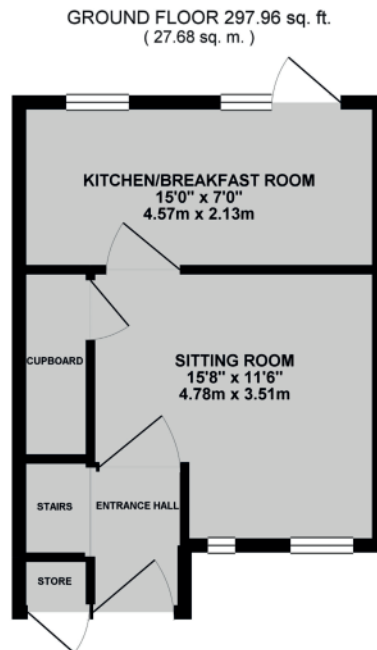 GROUND FLOOR 297.96 sq. ft.
( 27.68 sq. m. )
KITCHEN/BREAKFAST ROOM
15'0" x 7'0"
4.57m x 2.13m
CUPBOARD
SITTING ROOM
15'8" x 11'6"
4.78m x 3.51m
STAIRS
ENTRANCE HALL
STORE